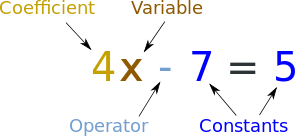 Coefficient Variable
4x - 7 = 5
Operator Constants